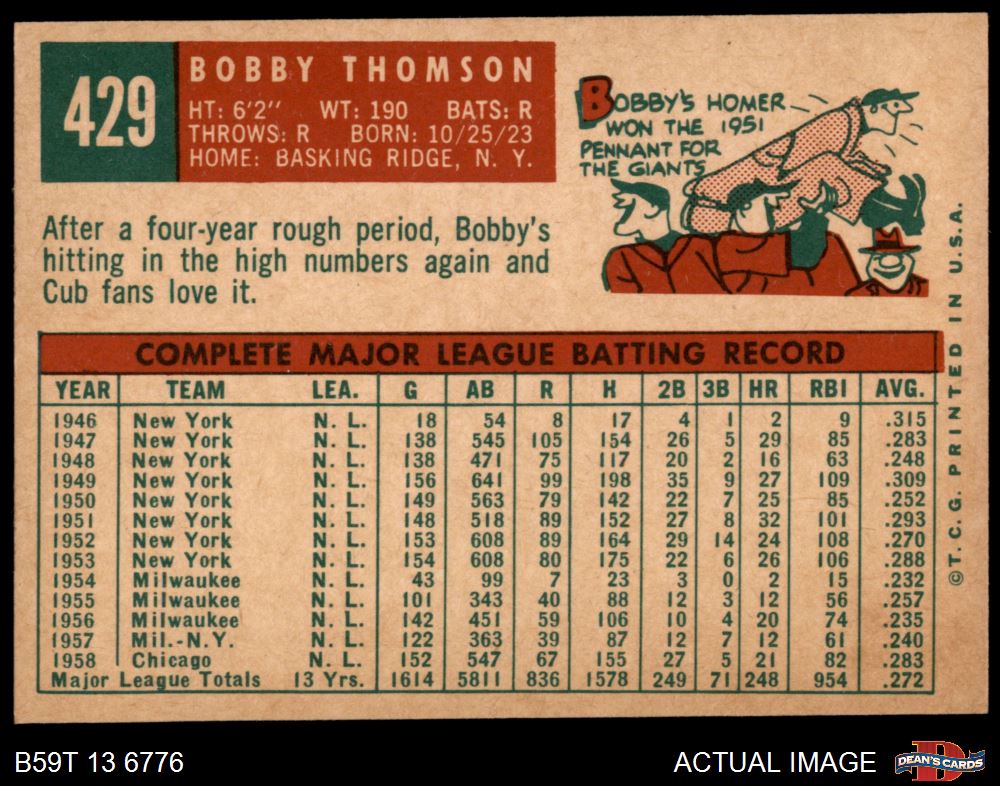 429
BOBBY THOMSON
HT: 6'2" WT: 190 BATS: R
THROWS: R BORN: 10/25/23
HOME: BASKING RIDGE, N. Y.
BOBBY'S HOMER
WON THE 1951
PENNANT FOR
THE GIANTS
After a four-year rough period, Bobby's
hitting in the high numbers again and
Cub fans love it.
COMPLETE MAJOR LEAGUE BATTING RECORD
YEAR TEAM LEA. G AB R H 2B 3B HR RBI AVG.
1946 New York N. L. 18 54 8 17 4 1 2 9 .315
1947 New York N. L. 138 545 105 154 26 5 29 85 .283
1948 New York N. L. 138 471 75 117 20 2 16 63 .248
1949 New York N. L. 156 641 99 198 35 9 27 109 .309
1950 New York N. L. 149 563 79 142 22 7 25 85 .252
1951 New York N. L. 148 518 89 152 27 8 32 101 .293
1952 New York N. L. 153 608 89 164 29 14 24 108 .270
1953 New York N. L. 154 608 80 175 22 6 26 106 .288
1954 Milwaukee N. L. 43 99 7 23 3 0 2 15 .232
1955 Milwaukee N. L. 101 343 40 88 12 3 12 56 .257
1956 Milwaukee N. L. 142 451 59 106 10 4 20 74 .235
1957 Mil.-N.Y. N. L. 122 363 39 87 12 7 12 61 .240
1958 Chicago N. L. 152 547 67 155 27 5 21 82 .283
Major League Totals 13 Yrs. 1614 5811 836 1578 249 71 248 954 .272
© T. C. G. PRINTED IN U.S.A.
B59T 13 6776
ACTUAL IMAGE
DEAN'S CARDS